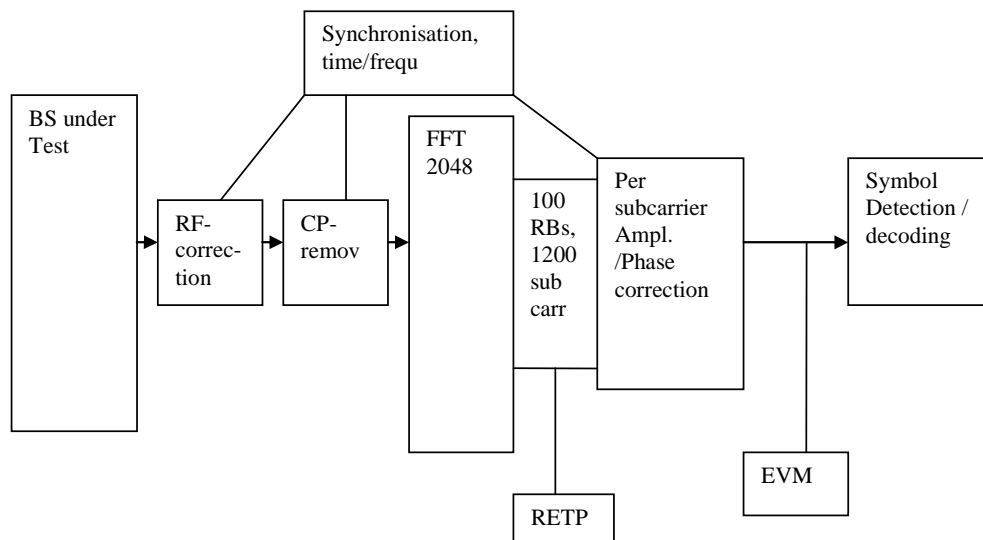 Synchronisation,
time/frequ
BS under
Test
FFT
2048
Per
subcarrier
Ampl.
/Phase
correction
Symbol
Detection /
decoding
RF-
correc-
tion
CP-
remov
100
RBs,
1200
sub
carr
EVM
RETP